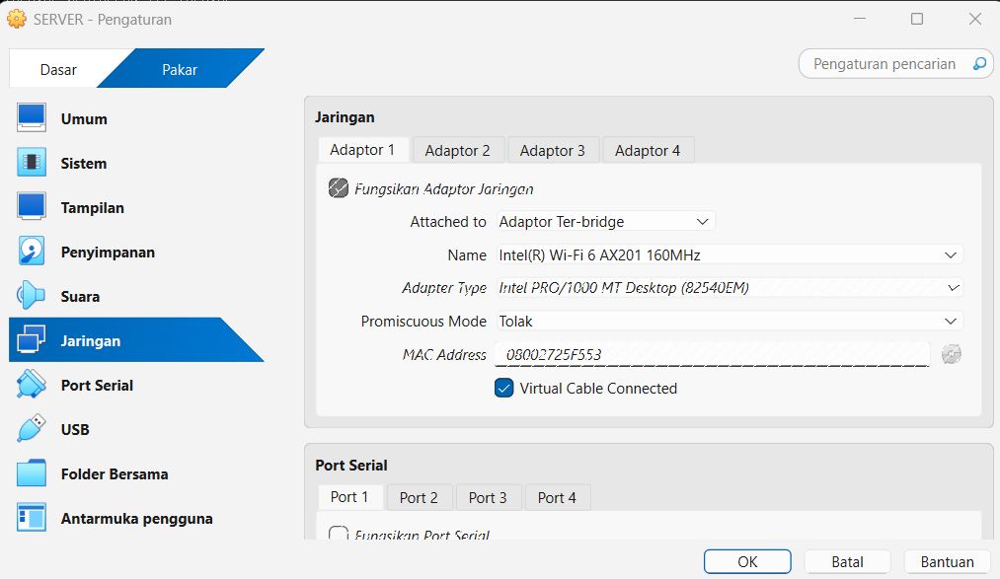 SERVER - Pengaturan
Dasar
Pakar
Pengaturan pencarian
Umum
Sistem
Tampilan
Penyimpanan
Suara
Jaringan
Port Serial
USB
Folder Bersama
Antarmuka pengguna
Jaringan
Adaptor 1 Adaptor 2 Adaptor 3 Adaptor 4
Fungsikan Adaptor Jaringan
Attached to Adaptor Ter-bridge
Name Intel(R) Wi-Fi 6 AX201 160MHz
Adapter Type Intel PRO/1000 MT Desktop (82540EM)
Promiscuous Mode Tolak
MAC Address 08002725F553
Virtual Cable Connected
Port Serial
Port 1 Port 2 Port 3 Port 4
Fungsikan Port Serial
OK Batal Bantuan